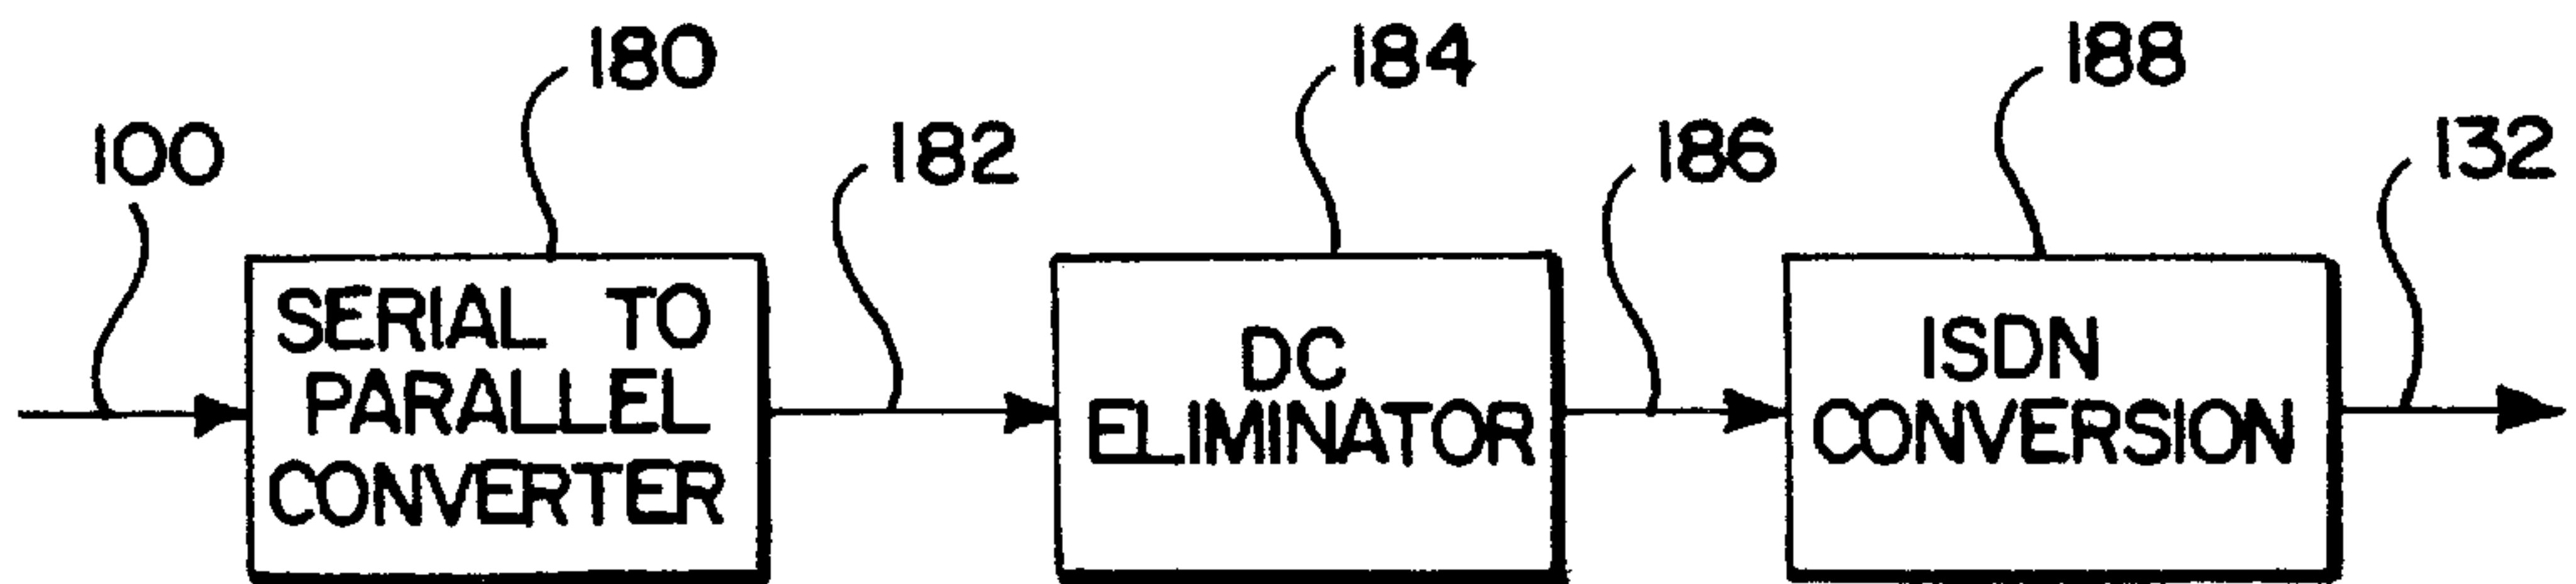 180
184
188
100
182
186
132
SERIAL TO
PARALLEL
CONVERTER
DC
ELIMINATOR
ISDN
CONVERSION